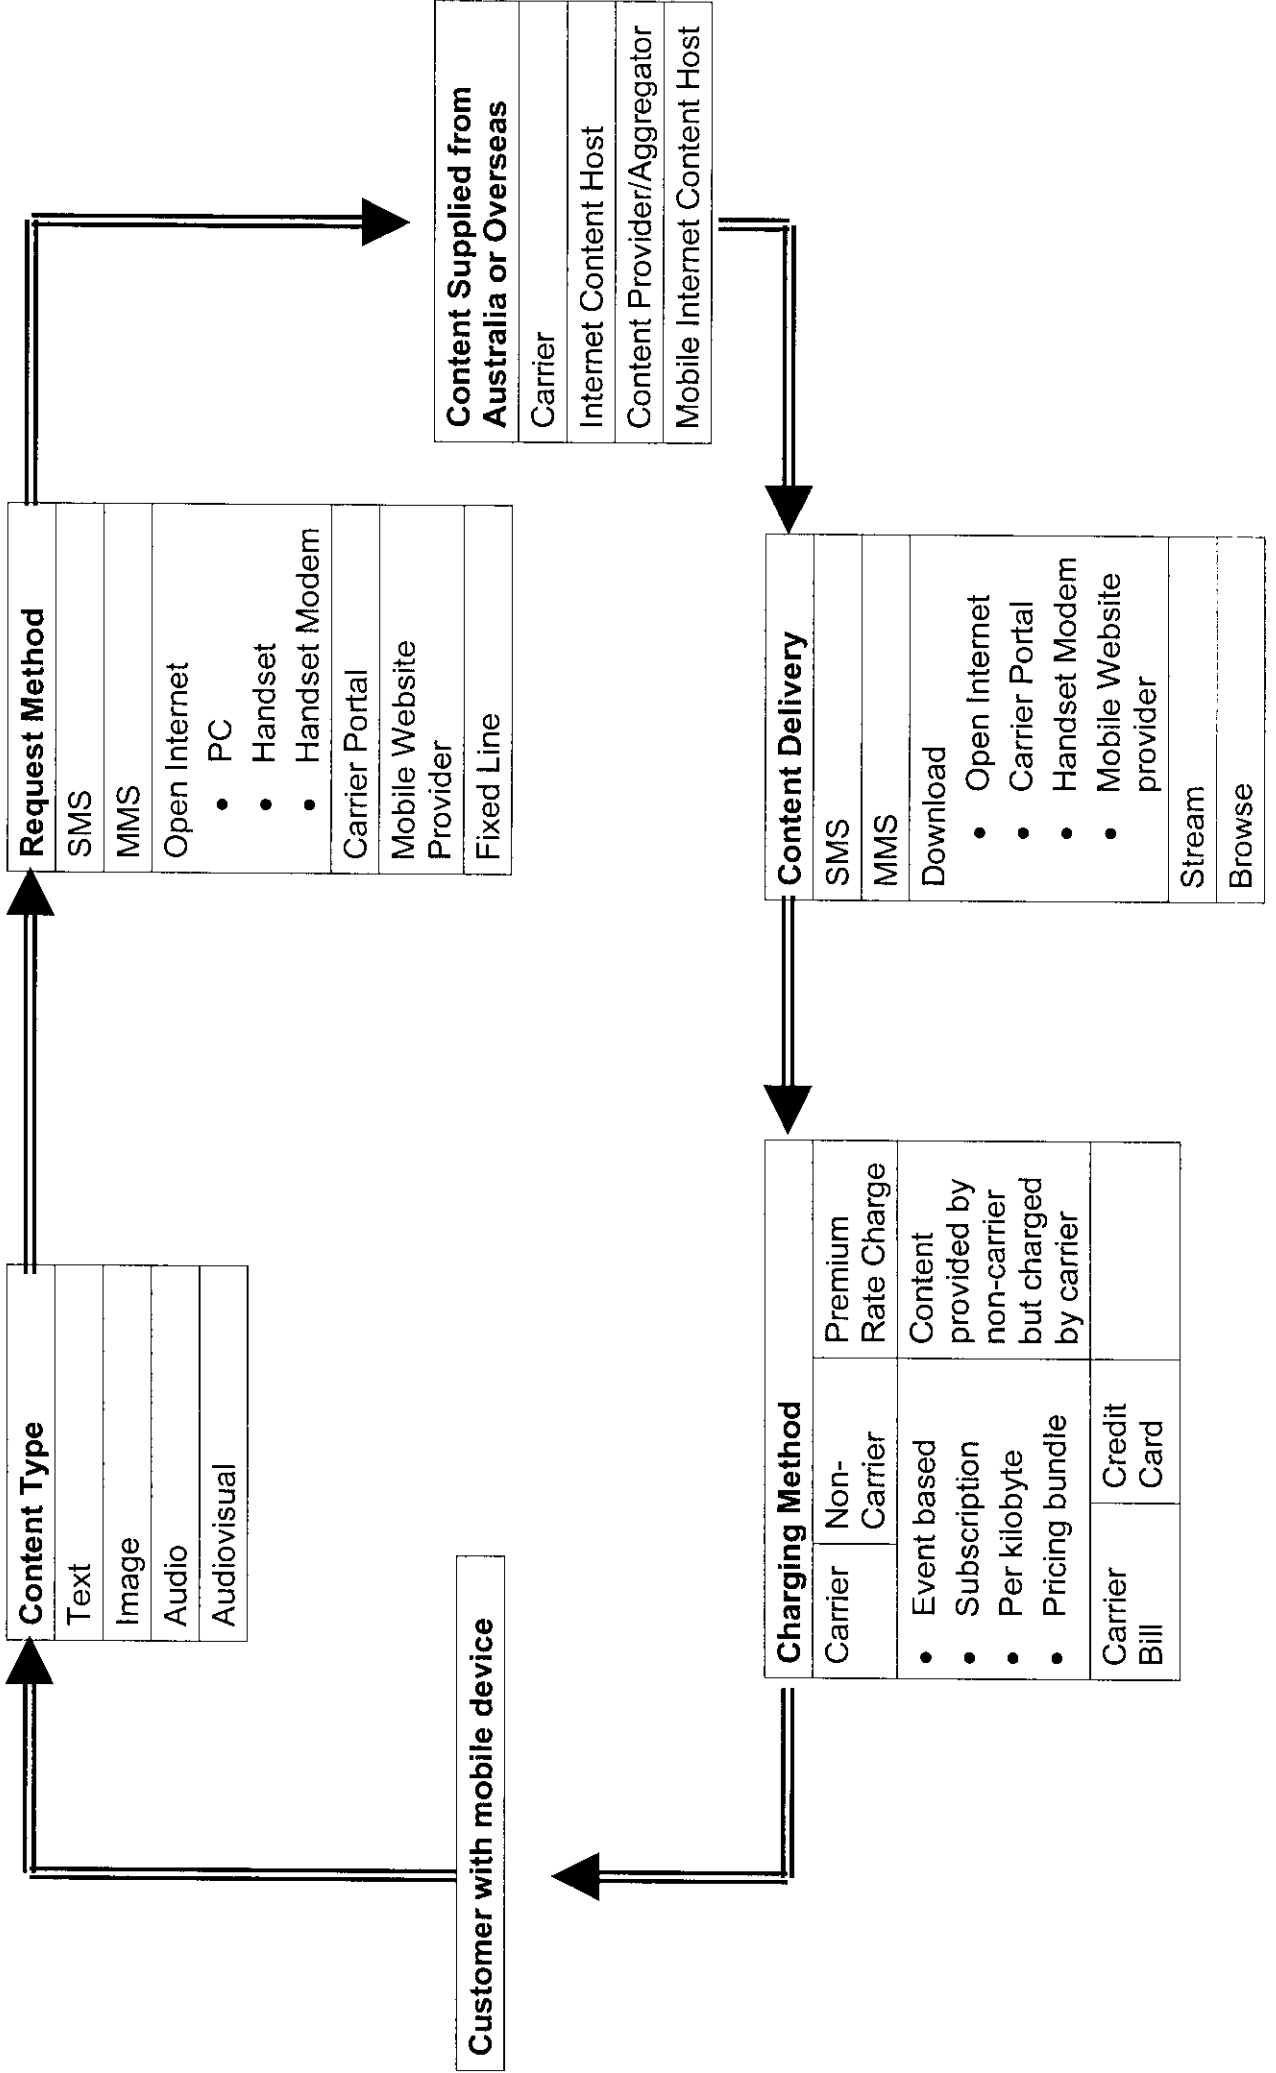 Customer with mobile device
Content Type
Text
Image
Audio
Audiovisual
Request Method
SMS
MMS
Open Internet
• PC
• Handset
• Handset Modem
Carrier Portal
Mobile Website
Provider
Fixed Line
Content Supplied from
Australia or Overseas
Carrier
Internet Content Host
Content Provider/Aggregator
Mobile Internet Content Host
Content Delivery
SMS
MMS
Download
• Open Internet
• Carrier Portal
• Handset Modem
• Mobile Website
provider
Stream
Browse
Charging Method
Carrier
Non-
Carrier
Premium
Rate Charge
• Event based
• Subscription
• Per kilobyte
• Pricing bundle
Content
provided by
non-carrier
but charged
by carrier
Carrier
Bill
Credit
Card